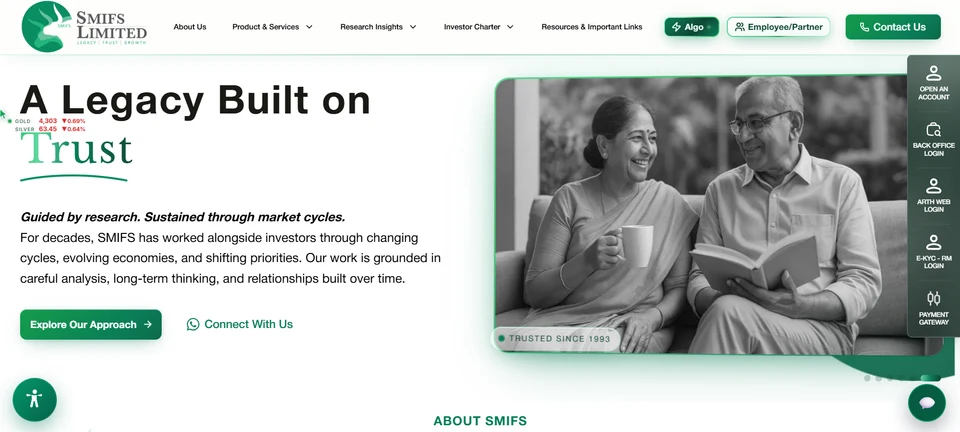 SMIFS
LIMITED
LEGACY | TRUST | GROWTH
About Us
Product & Services
Research Insights
Investor Charter
Resources & Important Links
Algo
Employee/Partner
Contact Us
A Legacy Built on
GOLD 4,303 ▼0.69%
SILVER 63.45 ▼0.64%
Trust
Guided by research. Sustained through market cycles.
For decades, SMIFS has worked alongside investors through changing
cycles, evolving economies, and shifting priorities. Our work is grounded in
careful analysis, long-term thinking, and relationships built over time.
Explore Our Approach →
Connect With Us
TRUSTED SINCE 1993
OPEN AN
ACCOUNT
BACK OFFICE
LOGIN
ARTH WEB
LOGIN
E-KYC - RM
LOGIN
PAYMENT
GATEWAY
ABOUT SMIFS